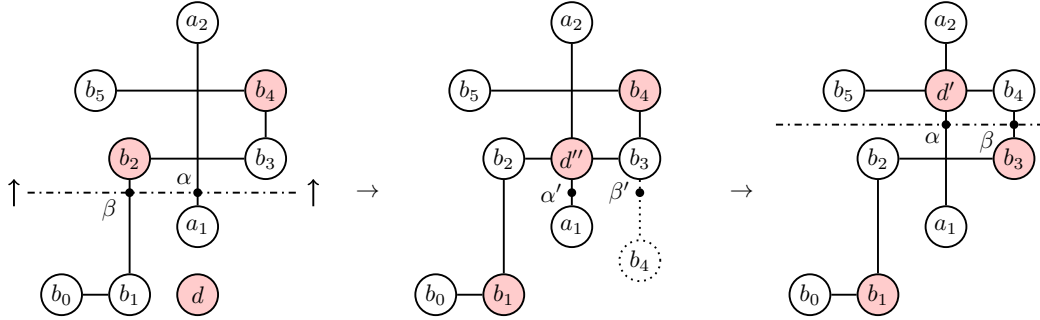 a₂ a₂ a₂
b₅ b₄ b₄ b₅ d′ b₄
b₅
α β
b₂ b₃ b₂ d″ b₃ b₂ b₃
α
↑ ↑ → α′ β′ →
β
a₁ a₁ a₁
b₄
b₀ b₁ d b₀ b₁ b₀ b₁